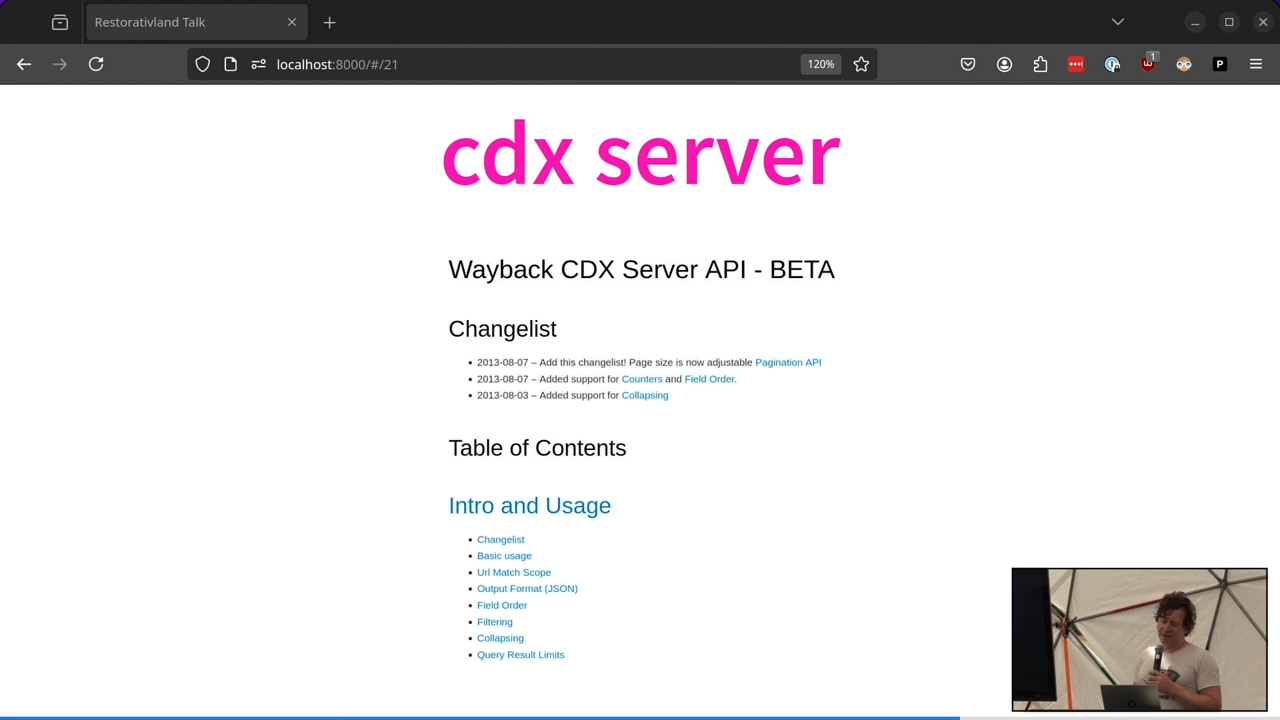 Restorativland Talk
localhost:8000/#/21
120%
1
P
cdx server
Wayback CDX Server API - BETA
Changelist
2013-08-07 – Add this changelist! Page size is now adjustable Pagination API
2013-08-07 – Added support for Counters and Field Order.
2013-08-03 – Added support for Collapsing
Table of Contents
Intro and Usage
Changelist
Basic usage
Url Match Scope
Output Format (JSON)
Field Order
Filtering
Collapsing
Query Result Limits